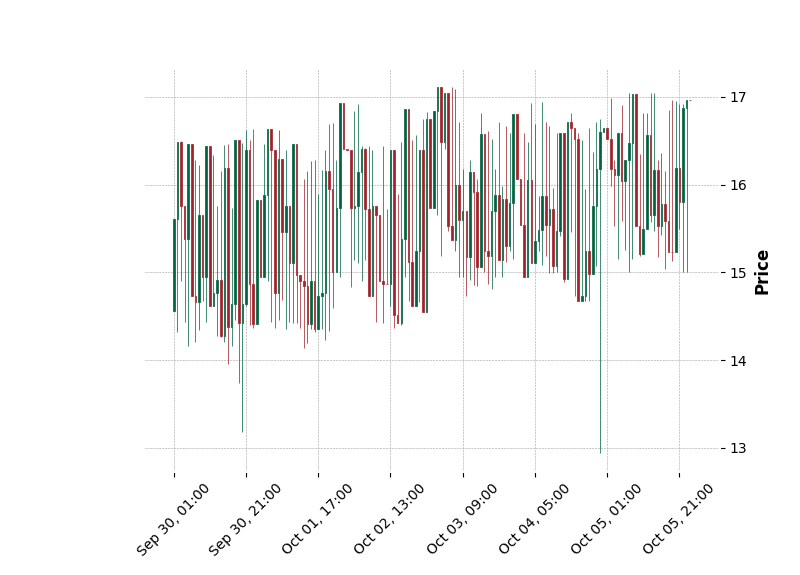 17
16
15
14
13
Price
Sep 30, 01:00
Sep 30, 21:00
Oct 01, 17:00
Oct 02, 13:00
Oct 03, 09:00
Oct 04, 05:00
Oct 05, 01:00
Oct 05, 21:00